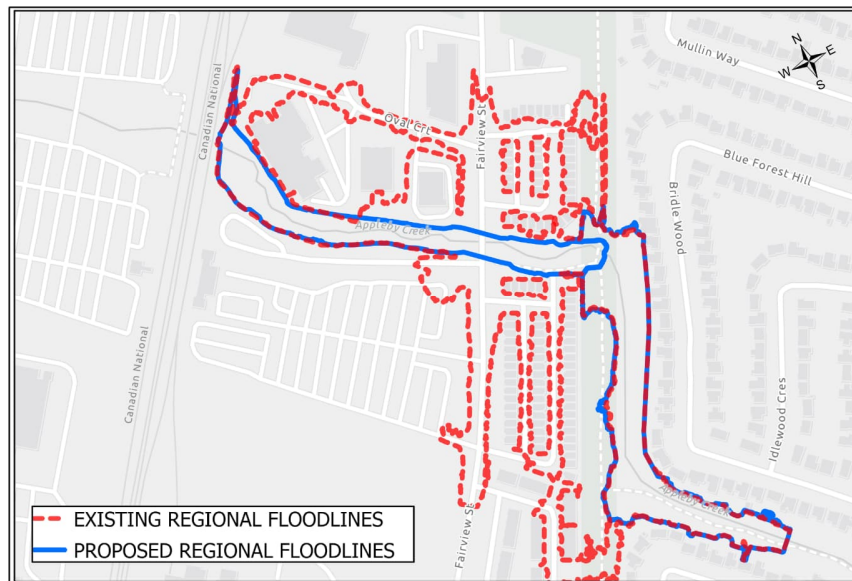 N
E
W
S
Mullin Way
Canadian National
Oval Crt
Fairview St
Blue Forest Hill
Bridle Wood
Appleby Creek
Canadian National
Idlewood Cres
Appleby Creek
Fairview St
EXISTING REGIONAL FLOODLINES
PROPOSED REGIONAL FLOODLINES